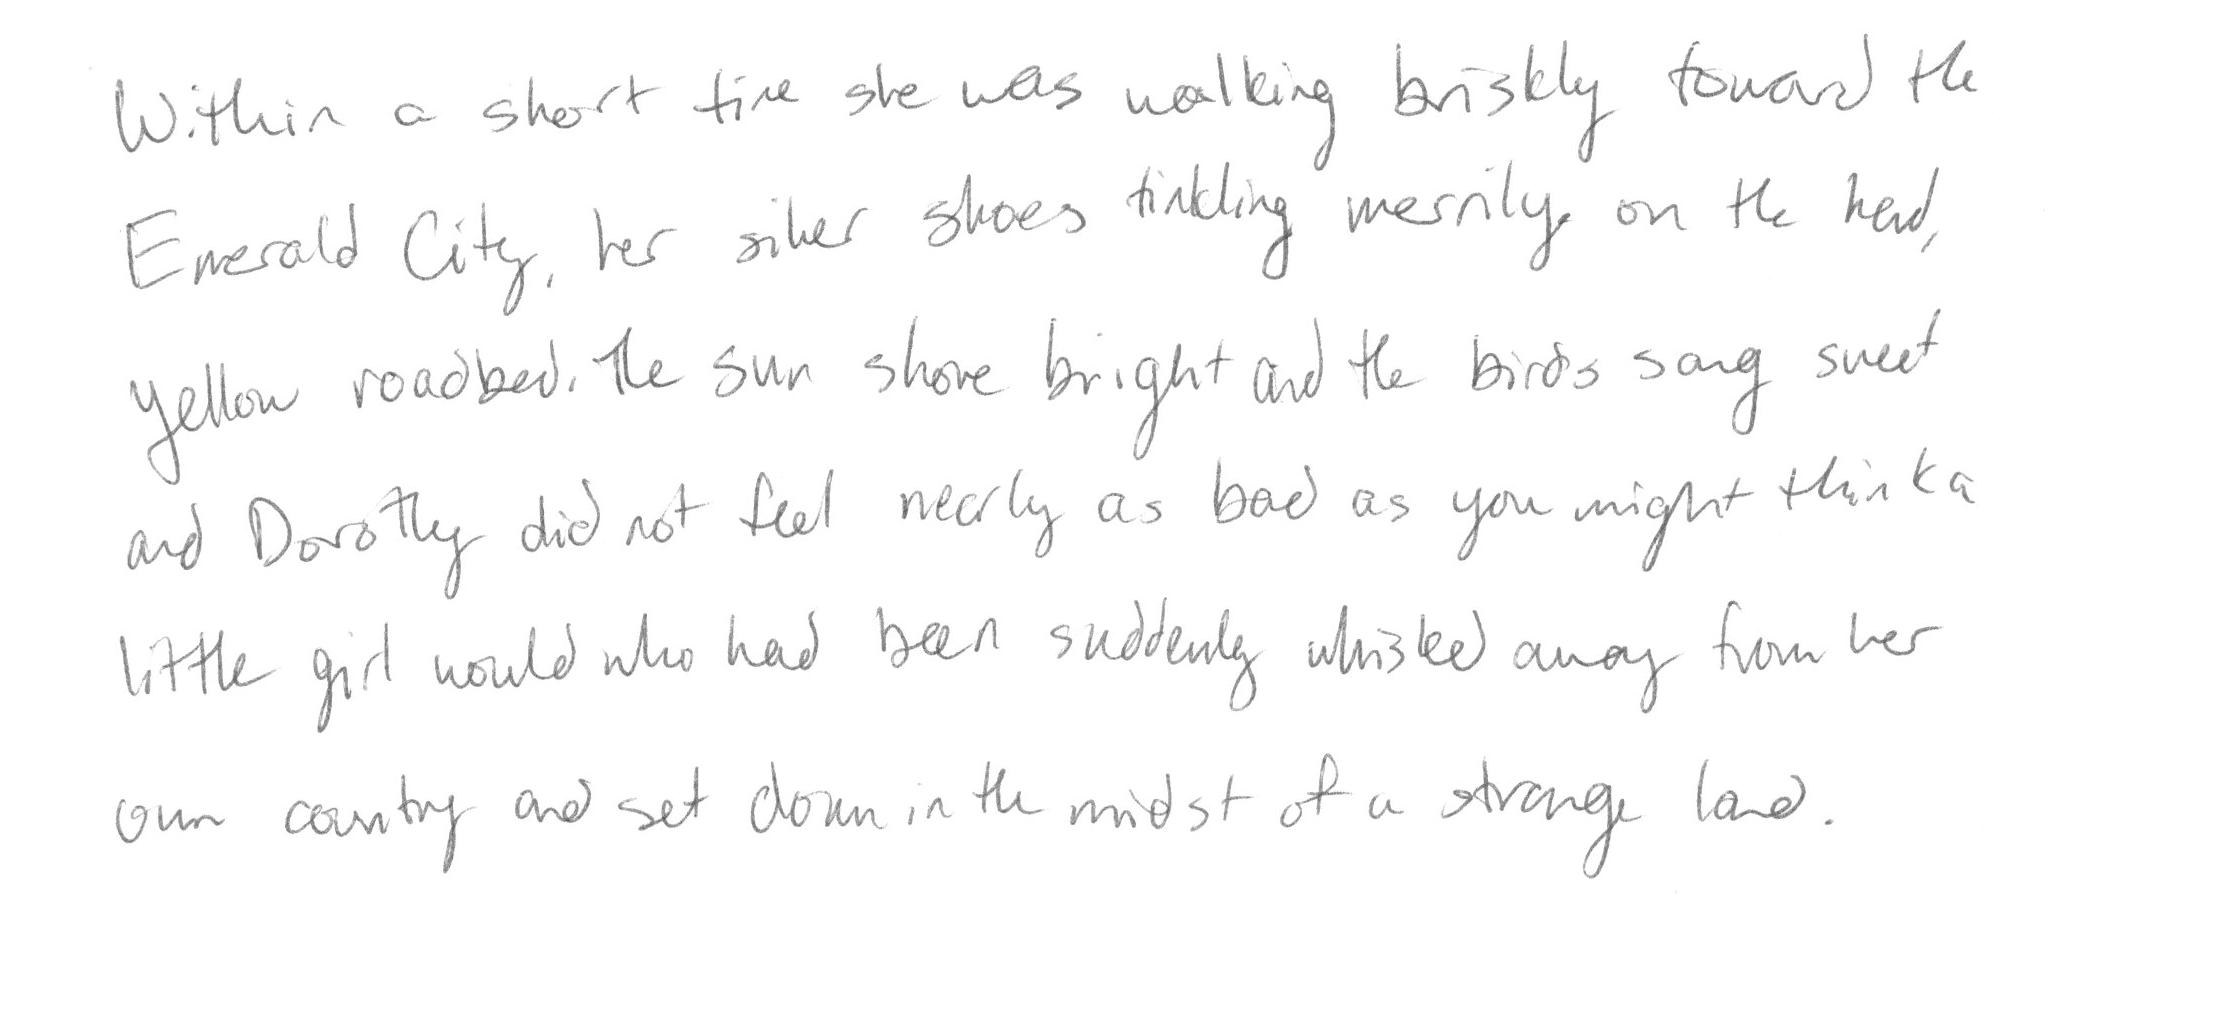 Within a short time she was walking briskly toward the
Emerald City, her silver shoes tinkling merrily on the hard,
yellow roadbed. The sun shone bright and the birds sang sweet
and Dorothy did not feel nearly as bad as you might think a
little girl would who had been suddenly whisked away from her
own country and set down in the midst of a strange land.